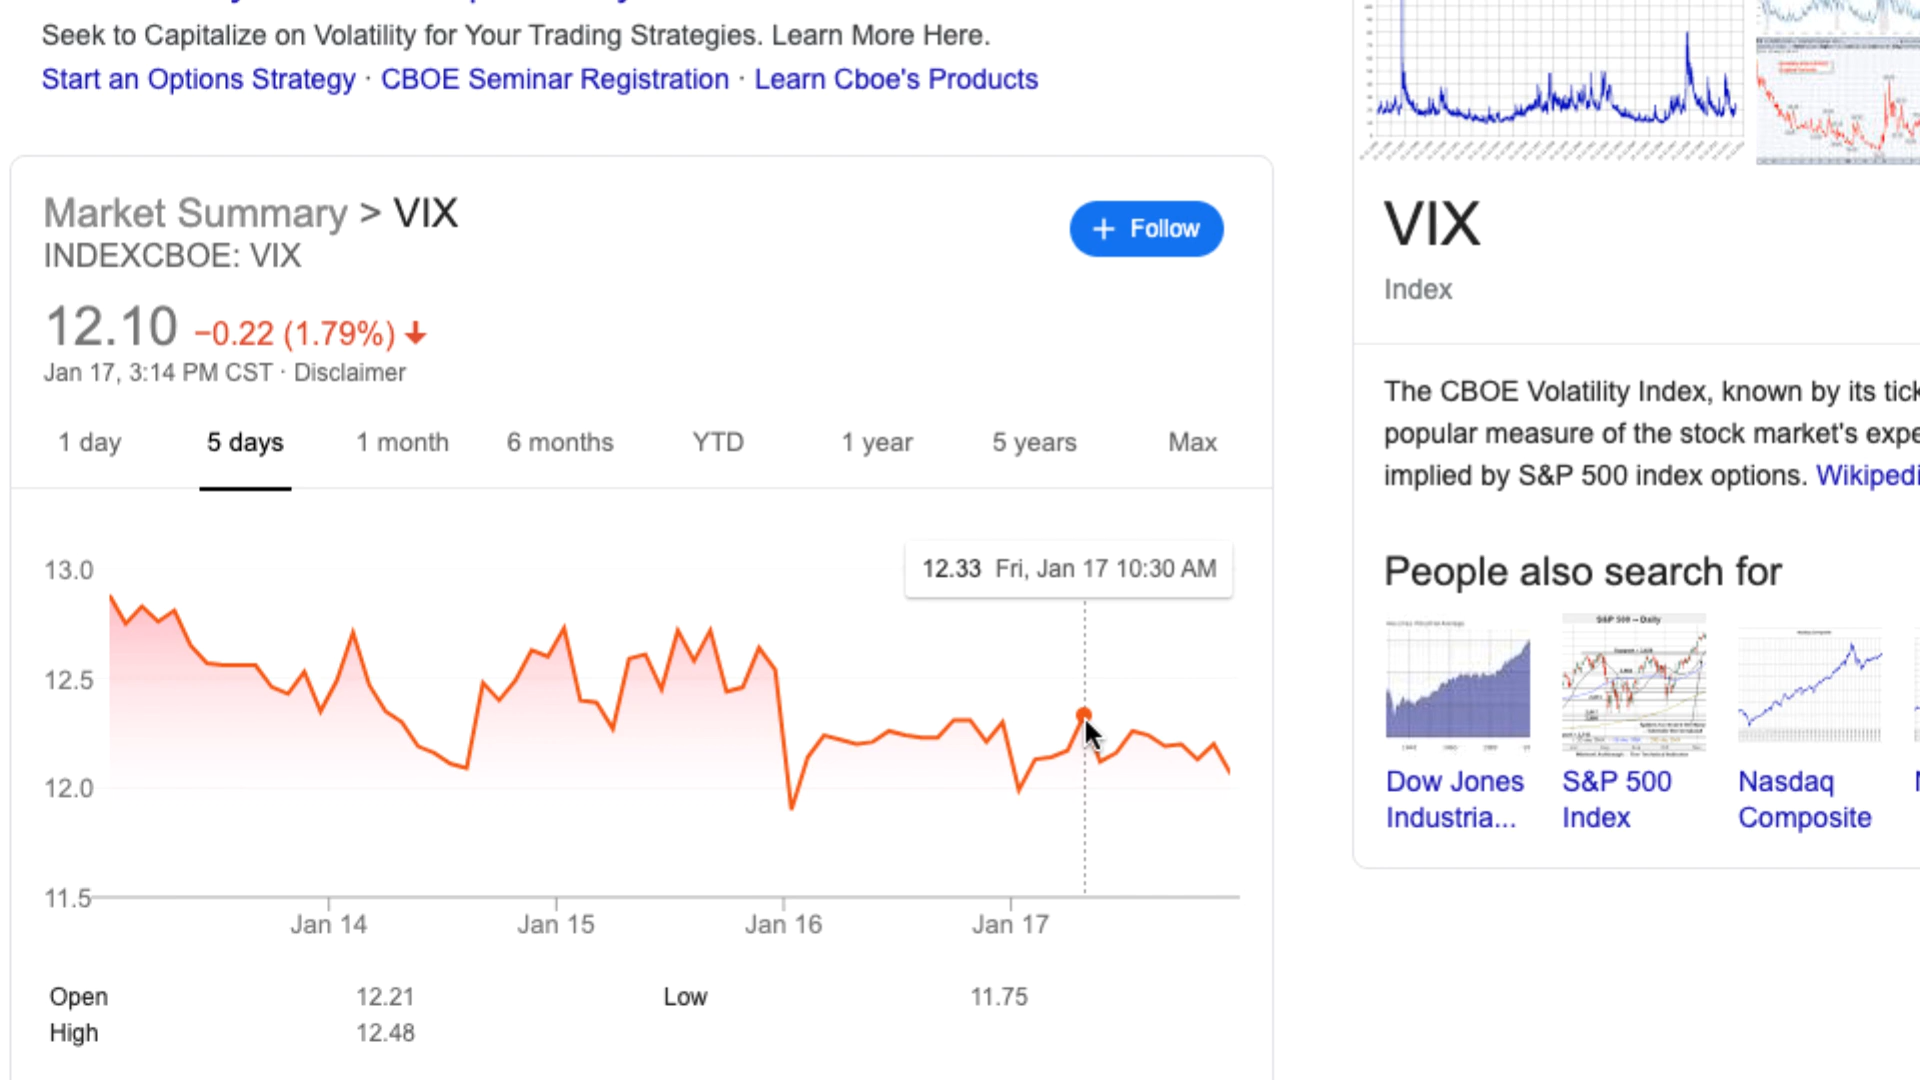 Seek to Capitalize on Volatility for Your Trading Strategies. Learn More Here.
Start an Options Strategy · CBOE Seminar Registration · Learn Cboe's Products
Market Summary > VIX
INDEXCBOE: VIX
+ Follow
12.10 −0.22 (1.79%)
Jan 17, 3:14 PM CST · Disclaimer
1 day 5 days 1 month 6 months YTD 1 year 5 years Max
12.33 Fri, Jan 17 10:30 AM
13.0
12.5
12.0
11.5
Jan 14 Jan 15 Jan 16 Jan 17
Open 12.21 Low 11.75
High 12.48
VIX
Index
The CBOE Volatility Index, known by its tick
popular measure of the stock market's expe
implied by S&P 500 index options. Wikipedi
People also search for
S&P 500 -- Daily
Dow Jones
Industria...
S&P 500
Index
Nasdaq
Composite